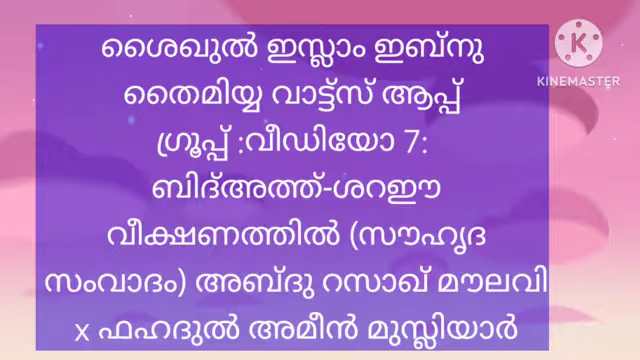 ശൈഖുൽ ഇസ്ലാം ഇബ്നു
തൈമിയ്യ വാട്ട്സ് ആപ്പ്
ഗ്രൂപ്പ് :വീഡിയോ 7:
ബിദ്അത്ത്-ശറഈ
വീക്ഷണത്തിൽ (സൗഹൃദ
സംവാദം) അബ്ദു റസാഖ് മൗലവി
x ഫഹദുൽ അമീൻ മുസ്ലിയാർ
K
KINEMASTER